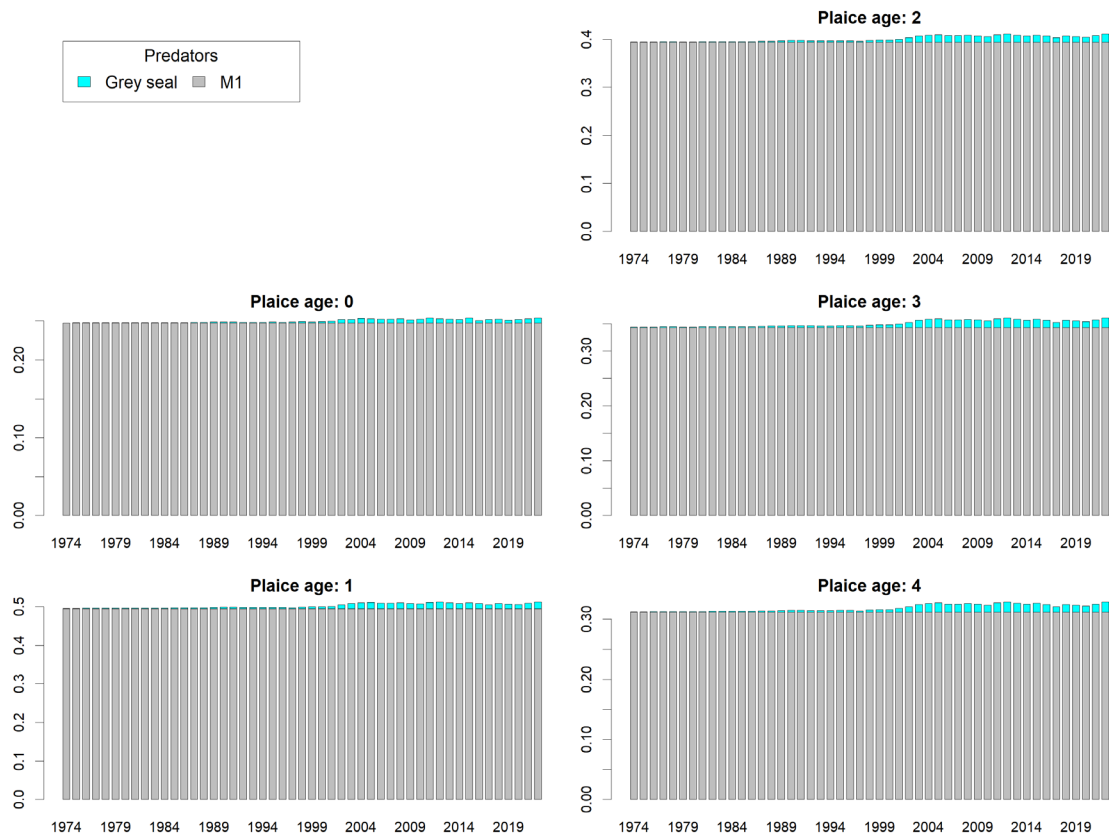 Predators
Grey seal M1
Plaice age: 2
0.0 0.1 0.2 0.3 0.4
1974 1979 1984 1989 1994 1999 2004 2009 2014 2019
Plaice age: 0
0.00 0.10 0.20
1974 1979 1984 1989 1994 1999 2004 2009 2014 2019
Plaice age: 3
0.00 0.10 0.20 0.30
1974 1979 1984 1989 1994 1999 2004 2009 2014 2019
Plaice age: 1
0.0 0.1 0.2 0.3 0.4 0.5
1974 1979 1984 1989 1994 1999 2004 2009 2014 2019
Plaice age: 4
0.00 0.10 0.20 0.30
1974 1979 1984 1989 1994 1999 2004 2009 2014 2019